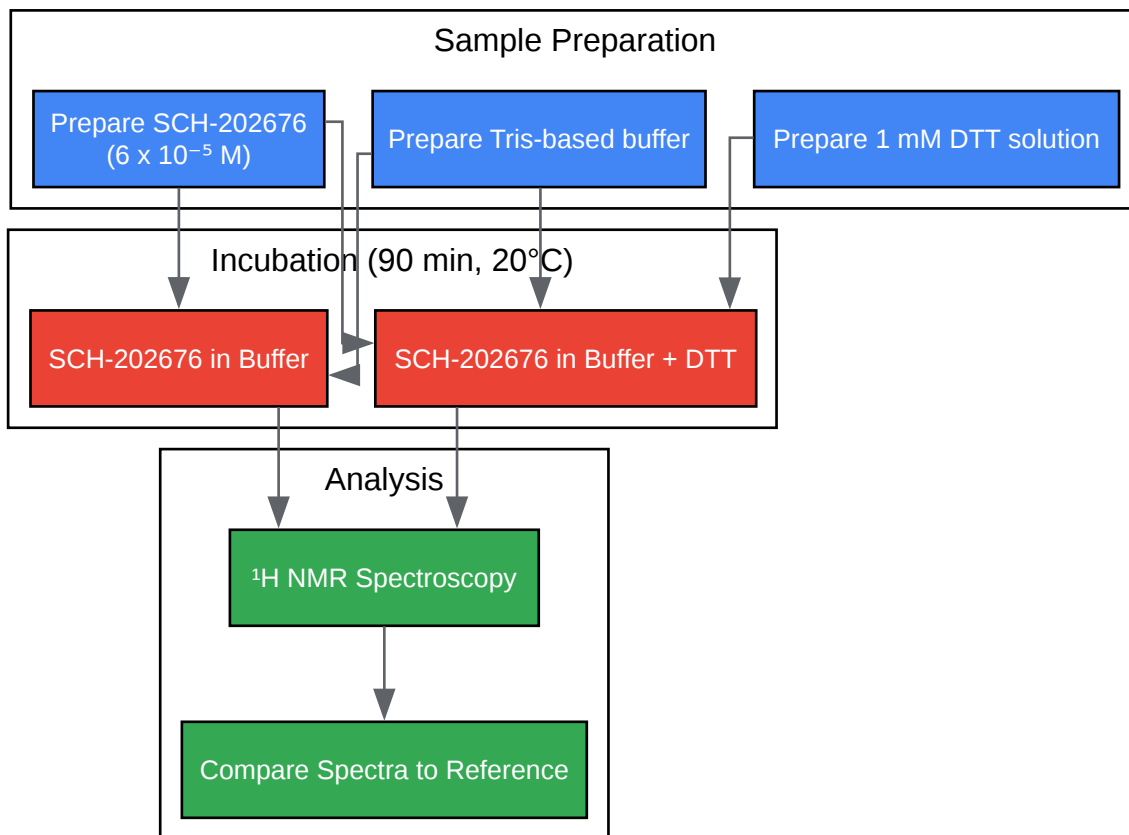 Sample Preparation
Prepare SCH-202676
(6 x 10⁻⁵ M)
Prepare Tris-based buffer
Prepare 1 mM DTT solution
Incubation (90 min, 20°C)
SCH-202676 in Buffer
SCH-202676 in Buffer + DTT
Analysis
¹H NMR Spectroscopy
Compare Spectra to Reference